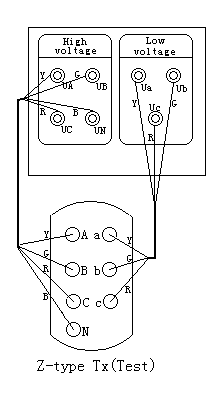 High voltage
Low voltage
Y G
UA UB
Ua Ub
Y G
R B
UC UN
Uc
R
Y A a Y
G B b G
R C c R
B N
Z-type Tx(Test)